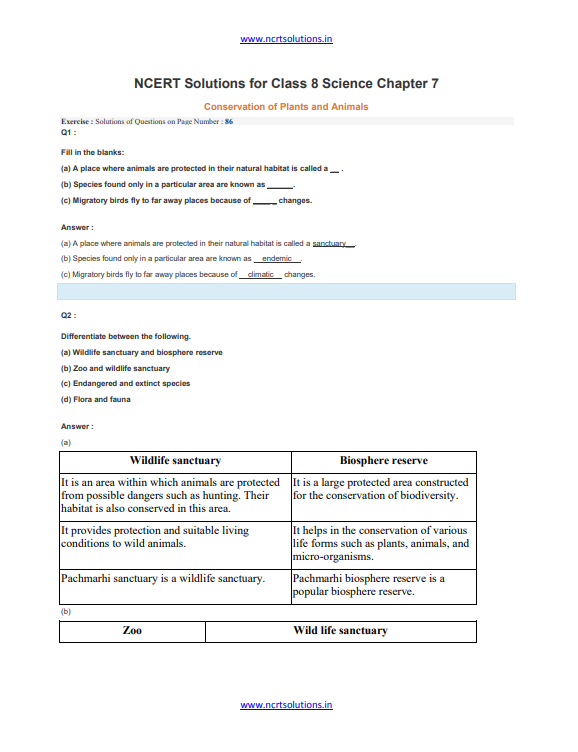 www.ncrtsolutions.in
NCERT Solutions for Class 8 Science Chapter 7
Conservation of Plants and Animals
Exercise : Solutions of Questions on Page Number : 86
Q1 :
Fill in the blanks:
(a) A place where animals are protected in their natural habitat is called a __ .
(b) Species found only in a particular area are known as ______.
(c) Migratory birds fly to far away places because of _____ changes.
Answer :
(a) A place where animals are protected in their natural habitat is called a sanctuary__.
(b) Species found only in a particular area are known as __endemic__.
(c) Migratory birds fly to far away places because of __climatic__ changes.
Q2 :
Differentiate between the following.
(a) Wildlife sanctuary and biosphere reserve
(b) Zoo and wildlife sanctuary
(c) Endangered and extinct species
(d) Flora and fauna
Answer :
(a)
Wildlife sanctuary Biosphere reserve
It is an area within which animals are protected
from possible dangers such as hunting. Their
habitat is also conserved in this area.
It is a large protected area constructed
for the conservation of biodiversity.
It provides protection and suitable living
conditions to wild animals.
It helps in the conservation of various
life forms such as plants, animals, and
micro-organisms.
Pachmarhi sanctuary is a wildlife sanctuary.
Pachmarhi biosphere reserve is a
popular biosphere reserve.
(b)
Zoo Wild life sanctuary
www.ncrtsolutions.in